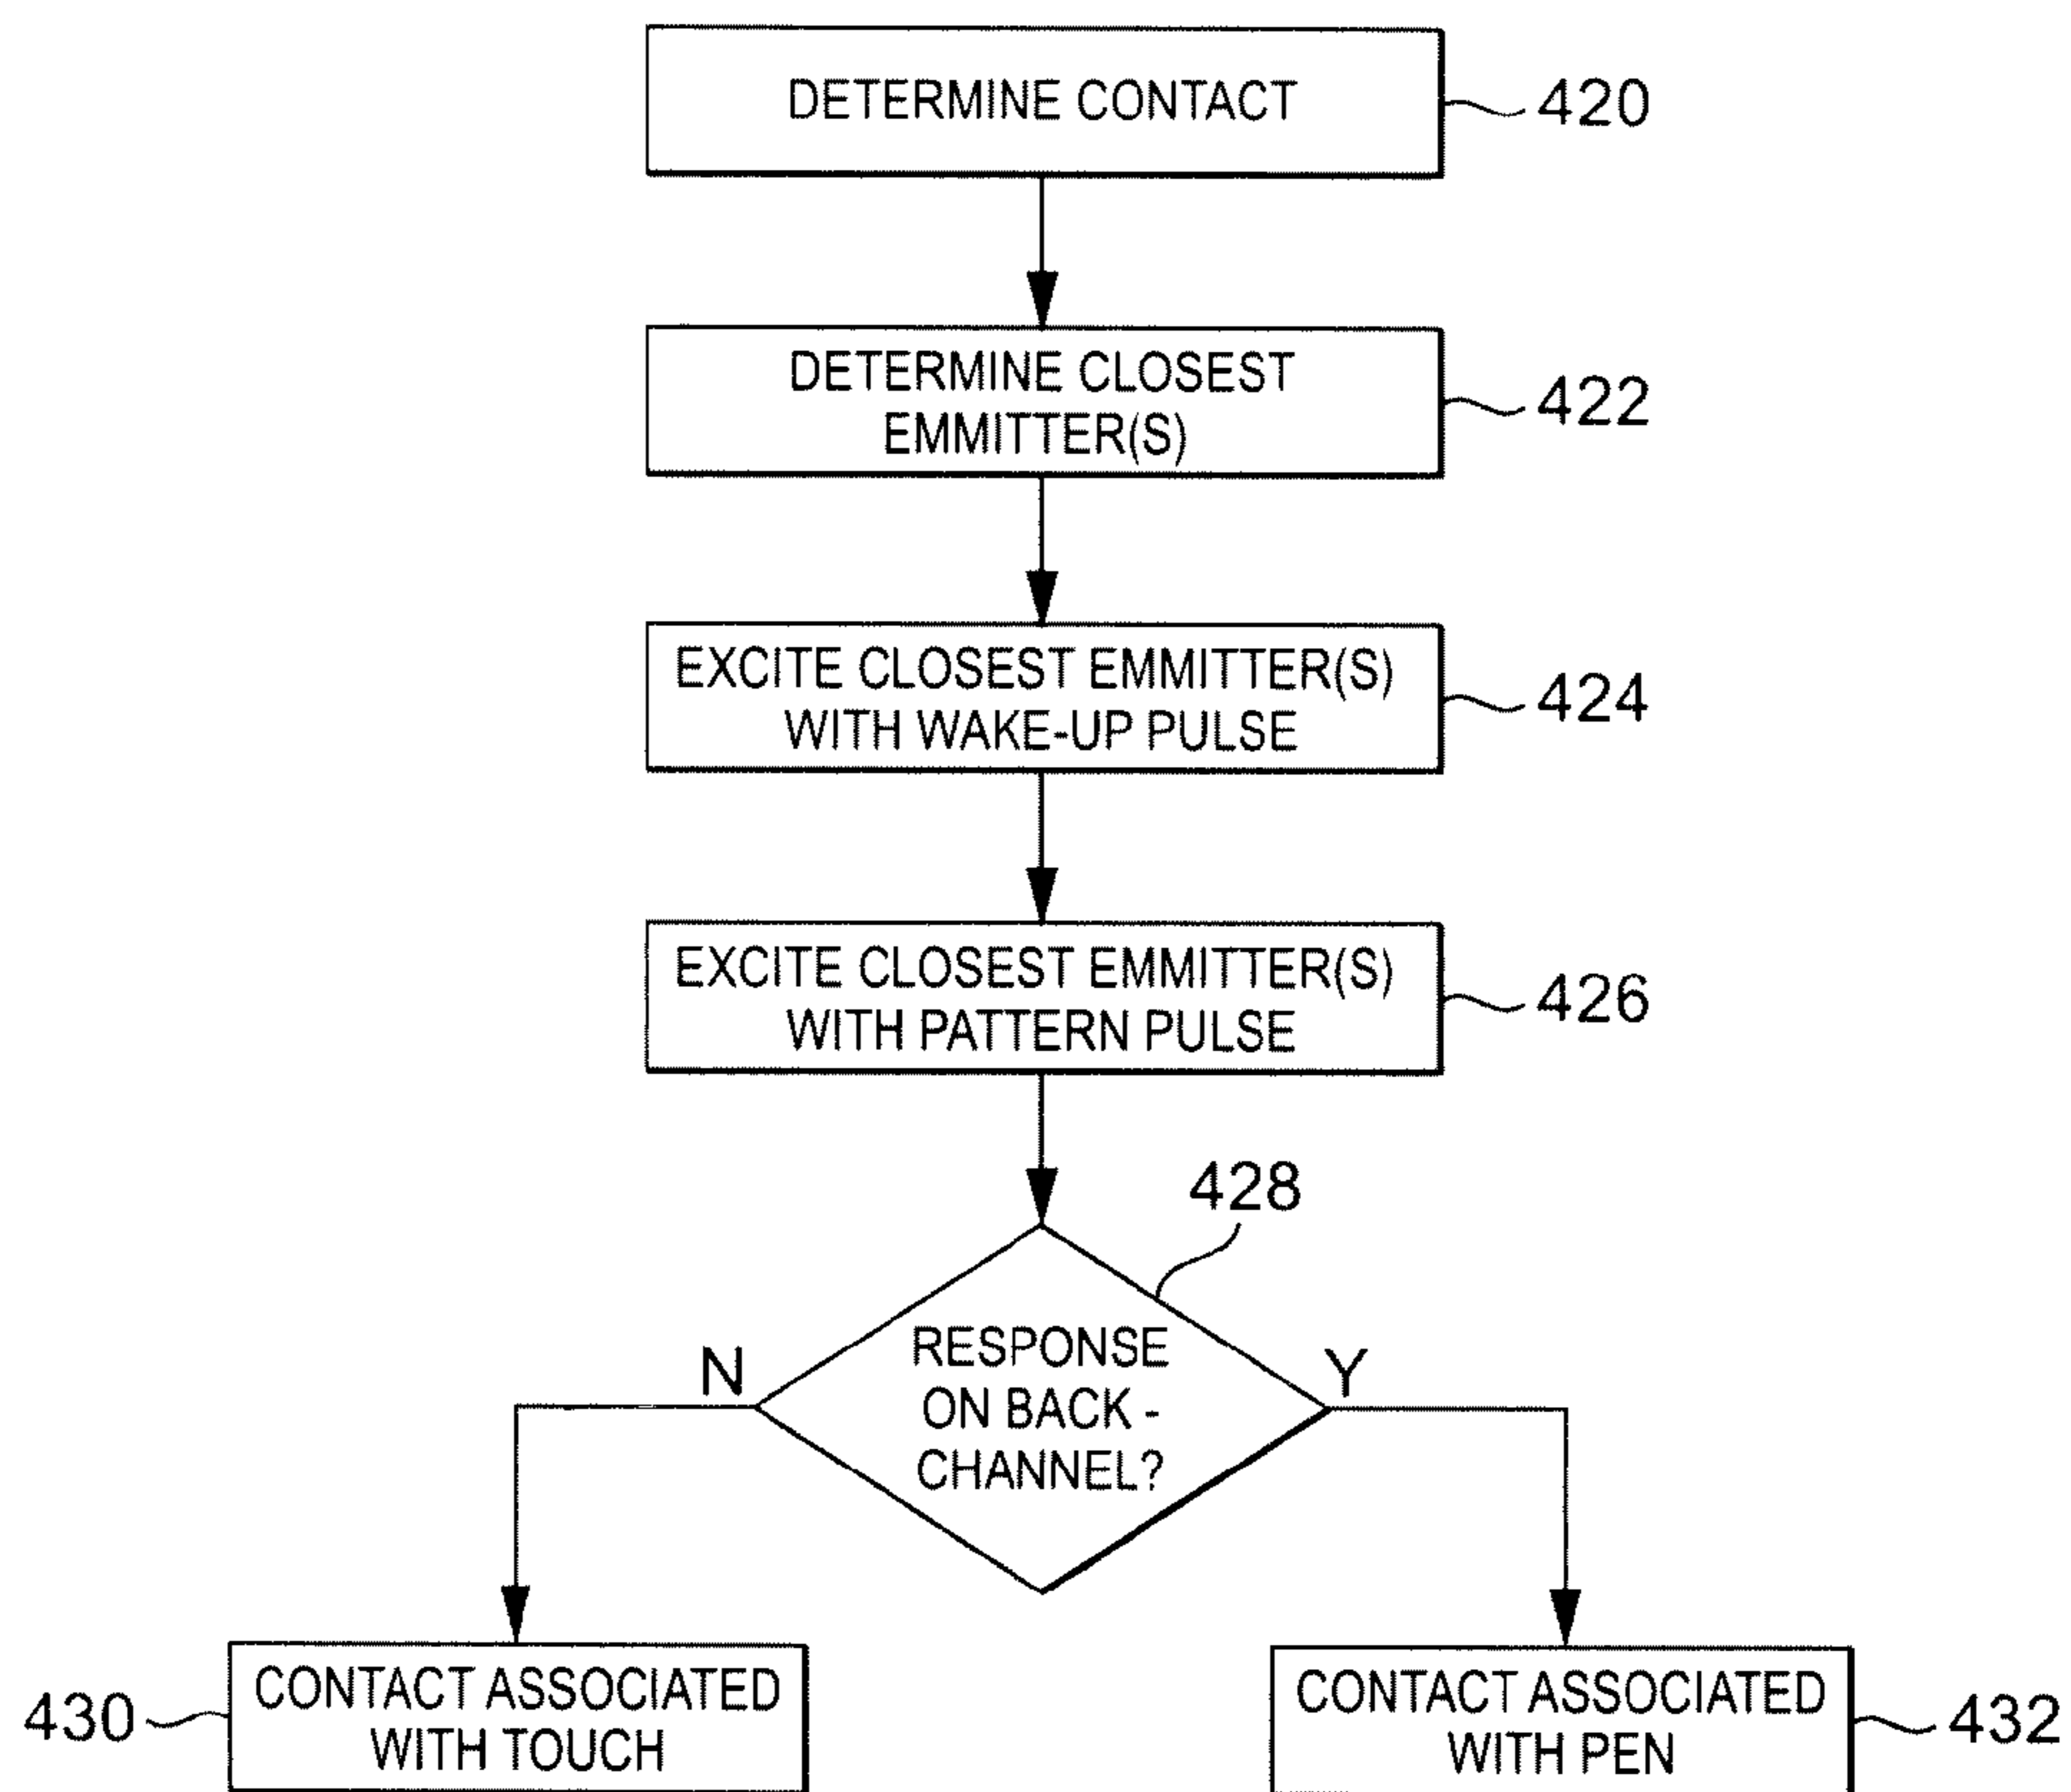 DETERMINE CONTACT
420
DETERMINE CLOSEST
EMMITTER(S)
422
EXCITE CLOSEST EMMITTER(S)
WITH WAKE-UP PULSE
424
EXCITE CLOSEST EMMITTER(S)
WITH PATTERN PULSE
426
428
RESPONSE
ON BACK -
CHANNEL?
N
Y
CONTACT ASSOCIATED
WITH TOUCH
430
CONTACT ASSOCIATED
WITH PEN
432